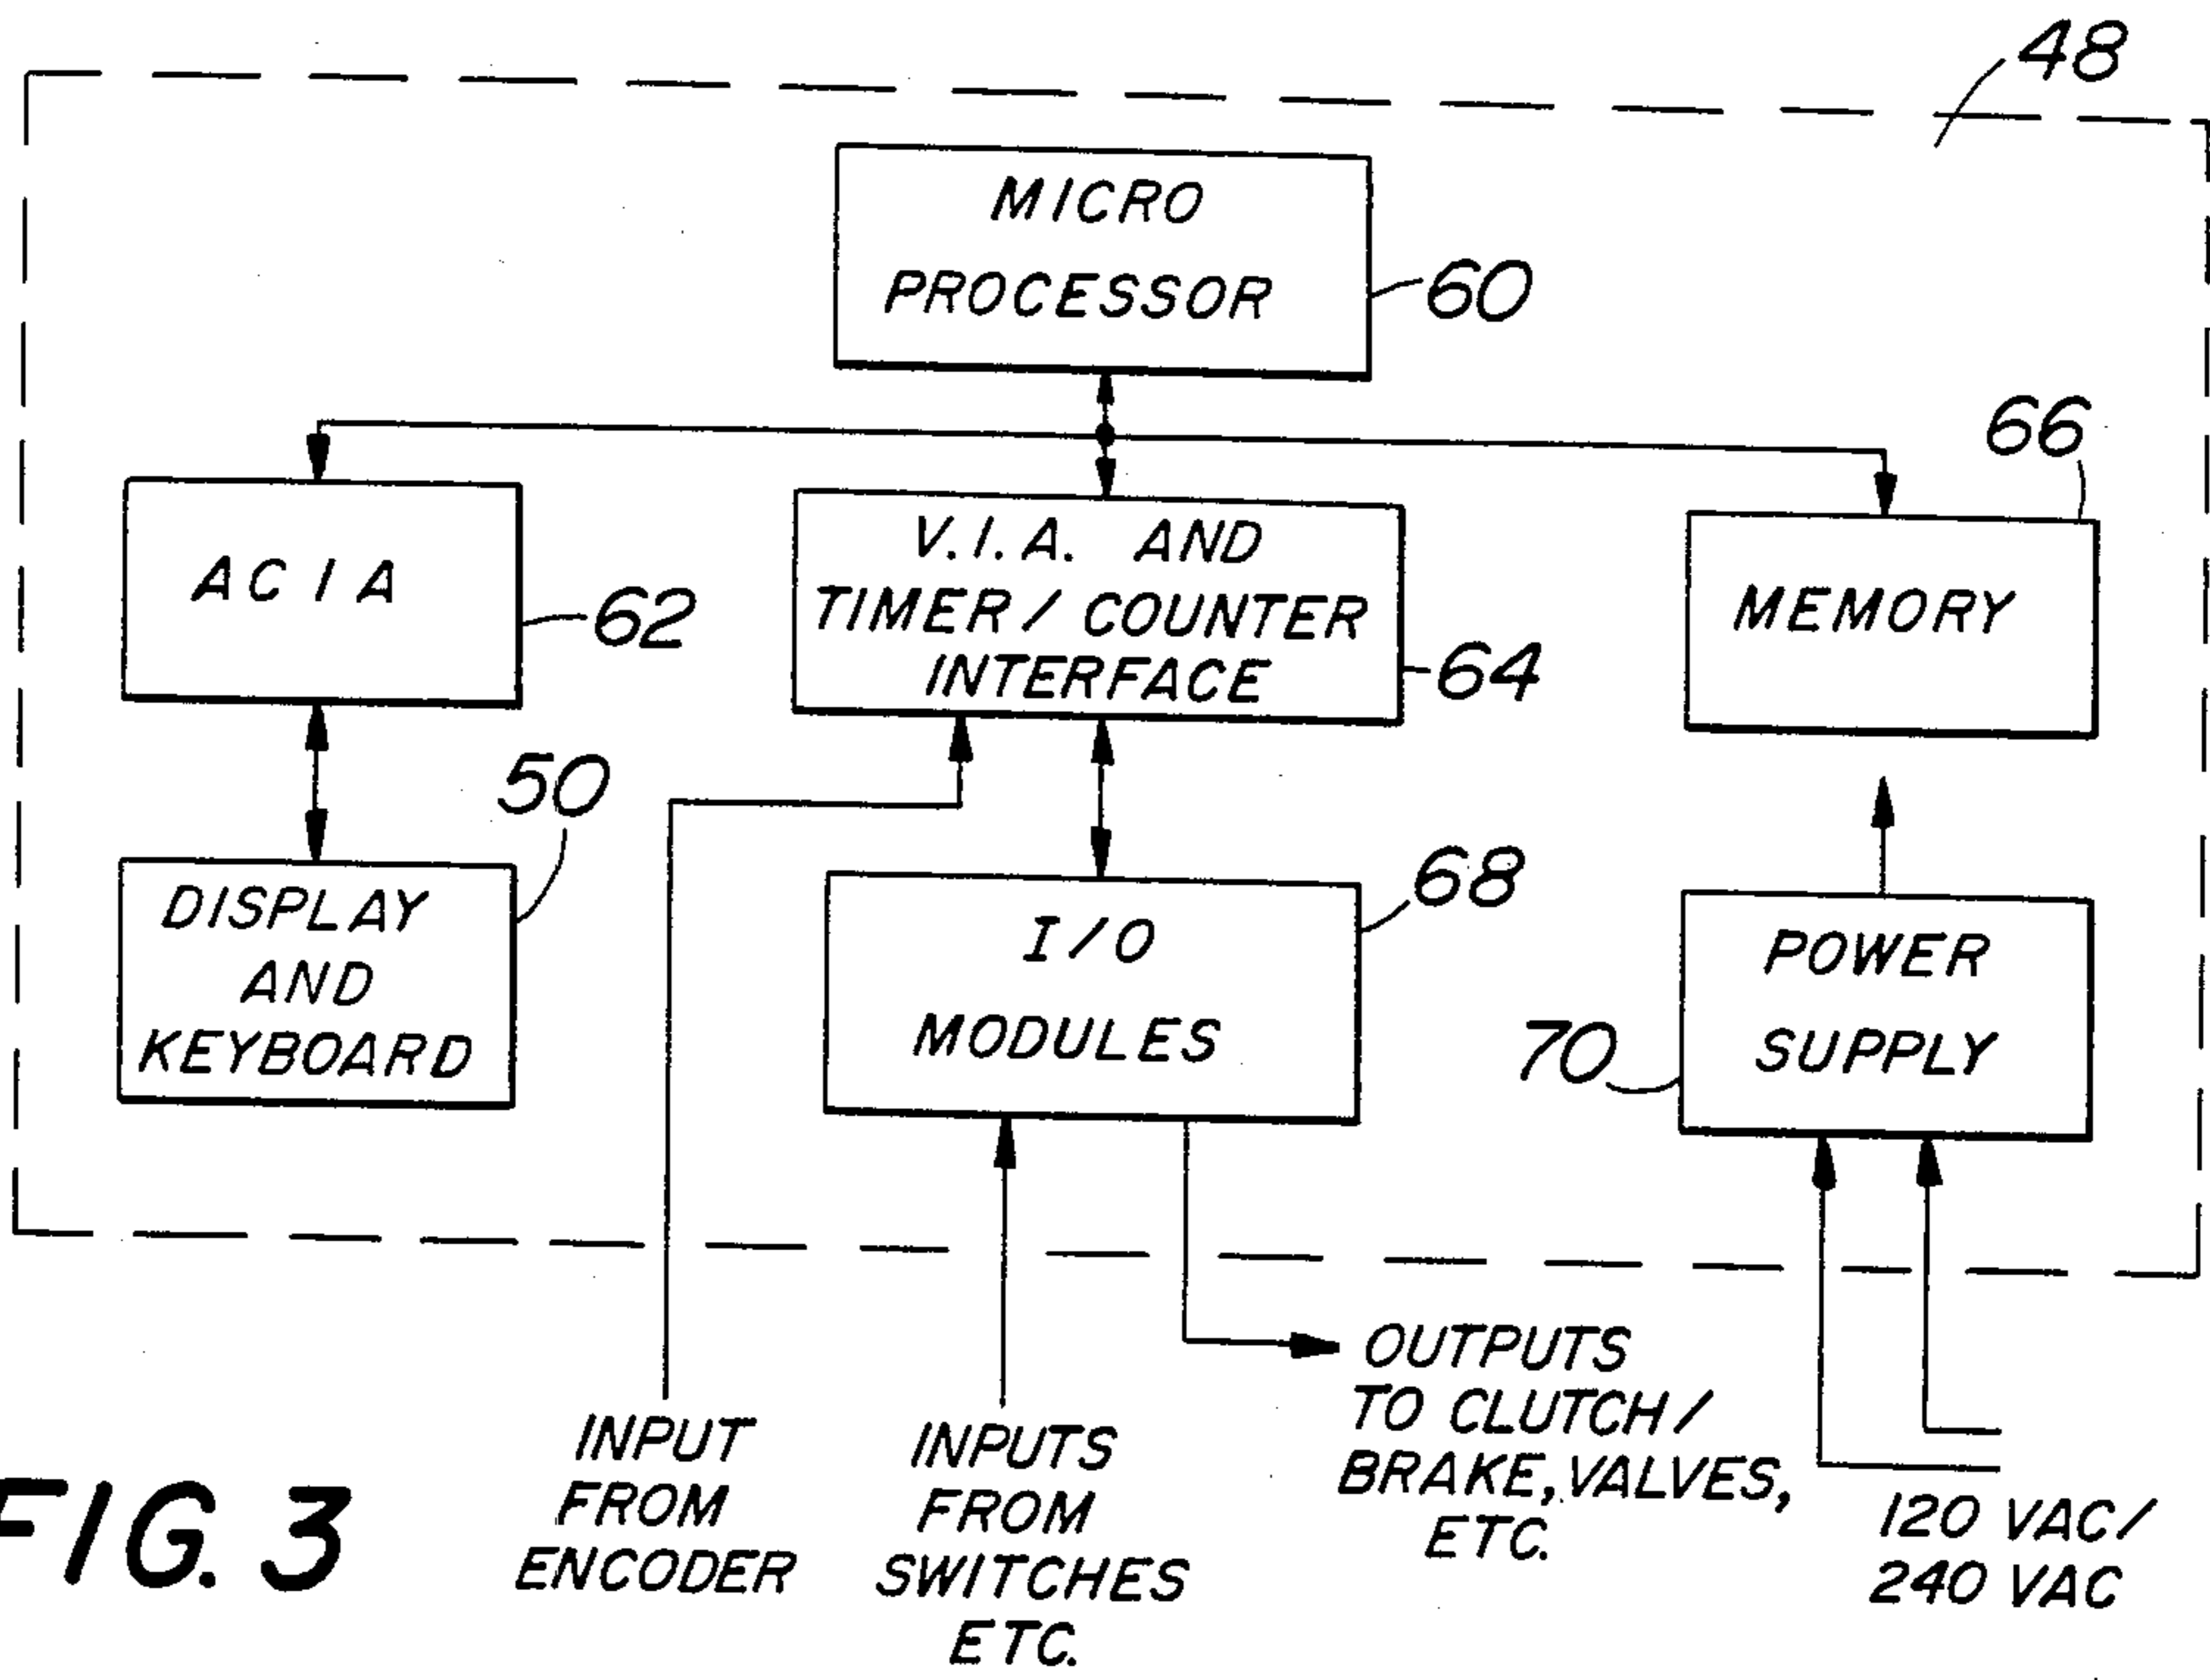 48
MICRO
PROCESSOR
60
66
ACIA
62
V.I.A. AND
TIMER/COUNTER
INTERFACE
64
MEMORY
50
DISPLAY
AND
KEYBOARD
68
I/O
MODULES
70
POWER
SUPPLY
INPUT
FROM
ENCODER
INPUTS
FROM
SWITCHES
ETC.
OUTPUTS
TO CLUTCH/
BRAKE, VALVES,
ETC.
120 VAC/
240 VAC
FIG. 3